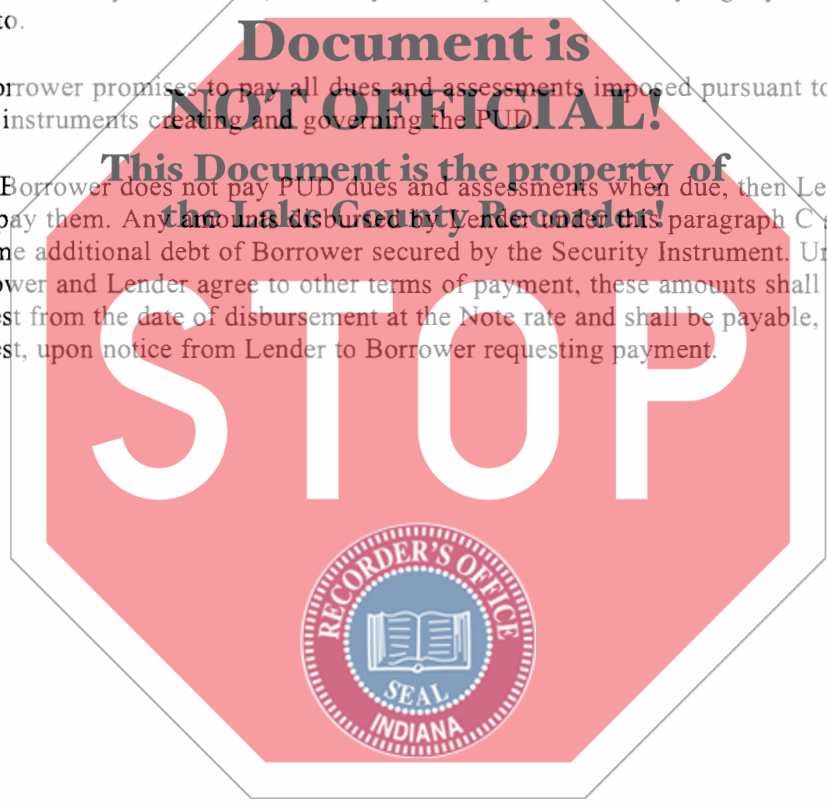 to.
Document is
orrower promises to pay all dues and assessments imposed pursuant to
NOT OFFICIAL!
instruments creating and governing the PUD.
This Document is the property of
Borrower does not pay PUD dues and assessments when due, then Le
the Lake County Recorder!
pay them. Any amounts disbursed by Lender under this paragraph C s
me additional debt of Borrower secured by the Security Instrument. Un
ower and Lender agree to other terms of payment, these amounts shall
est from the date of disbursement at the Note rate and shall be payable,
est, upon notice from Lender to Borrower requesting payment.
STOP
RECORDER'S OFFICE
SEAL
INDIANA